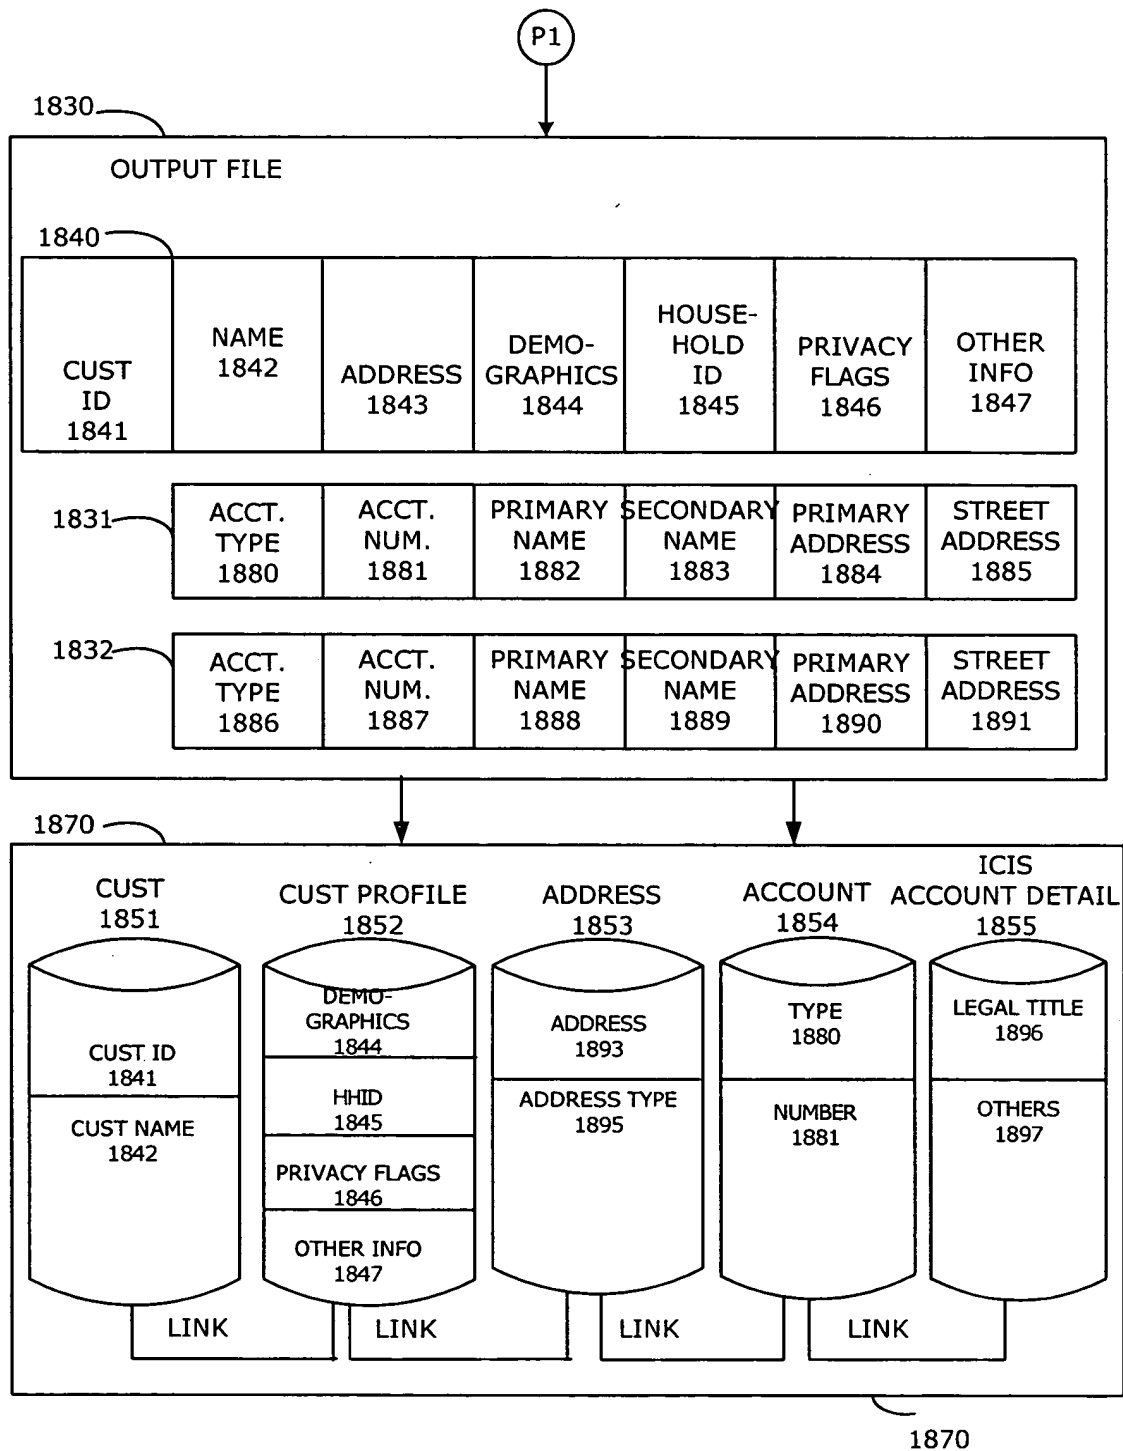 P1
1830
OUTPUT FILE
1840
CUST
ID
1841
NAME
1842
ADDRESS
1843
DEMO-
GRAPHICS
1844
HOUSE-
HOLD
ID
1845
PRIVACY
FLAGS
1846
OTHER
INFO
1847
1831
ACCT.
TYPE
1880
ACCT.
NUM.
1881
PRIMARY
NAME
1882
SECONDARY
NAME
1883
PRIMARY
ADDRESS
1884
STREET
ADDRESS
1885
1832
ACCT.
TYPE
1886
ACCT.
NUM.
1887
PRIMARY
NAME
1888
SECONDARY
NAME
1889
PRIMARY
ADDRESS
1890
STREET
ADDRESS
1891
1870
CUST
1851
CUST ID
1841
CUST NAME
1842
CUST PROFILE
1852
DEMO-
GRAPHICS
1844
HHID
1845
PRIVACY FLAGS
1846
OTHER INFO
1847
ADDRESS
1853
ADDRESS
1893
ADDRESS TYPE
1895
ACCOUNT
1854
TYPE
1880
NUMBER
1881
ICIS
ACCOUNT DETAIL
1855
LEGAL TITLE
1896
OTHERS
1897
LINK
LINK
LINK
LINK
1870